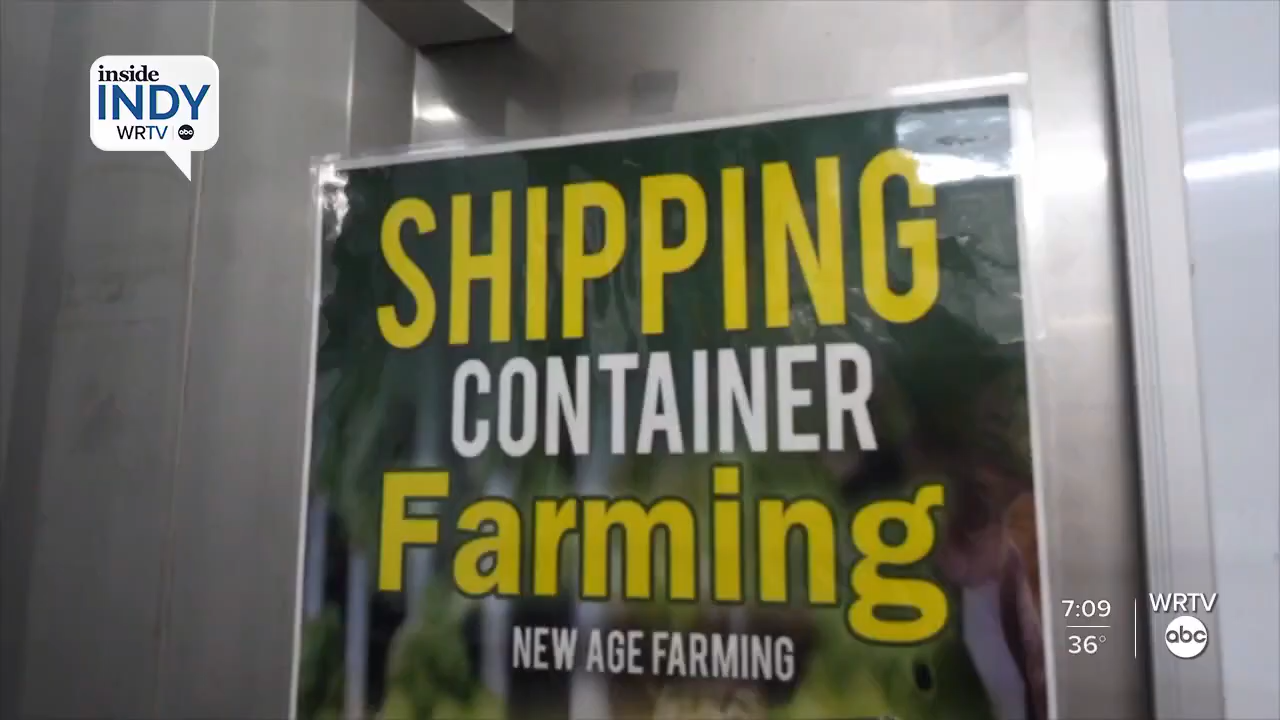 inside
INDY
WRTV abc
SHIPPING
CONTAINER
Farming
NEW AGE FARMING
7:09
36°
WRTV
abc